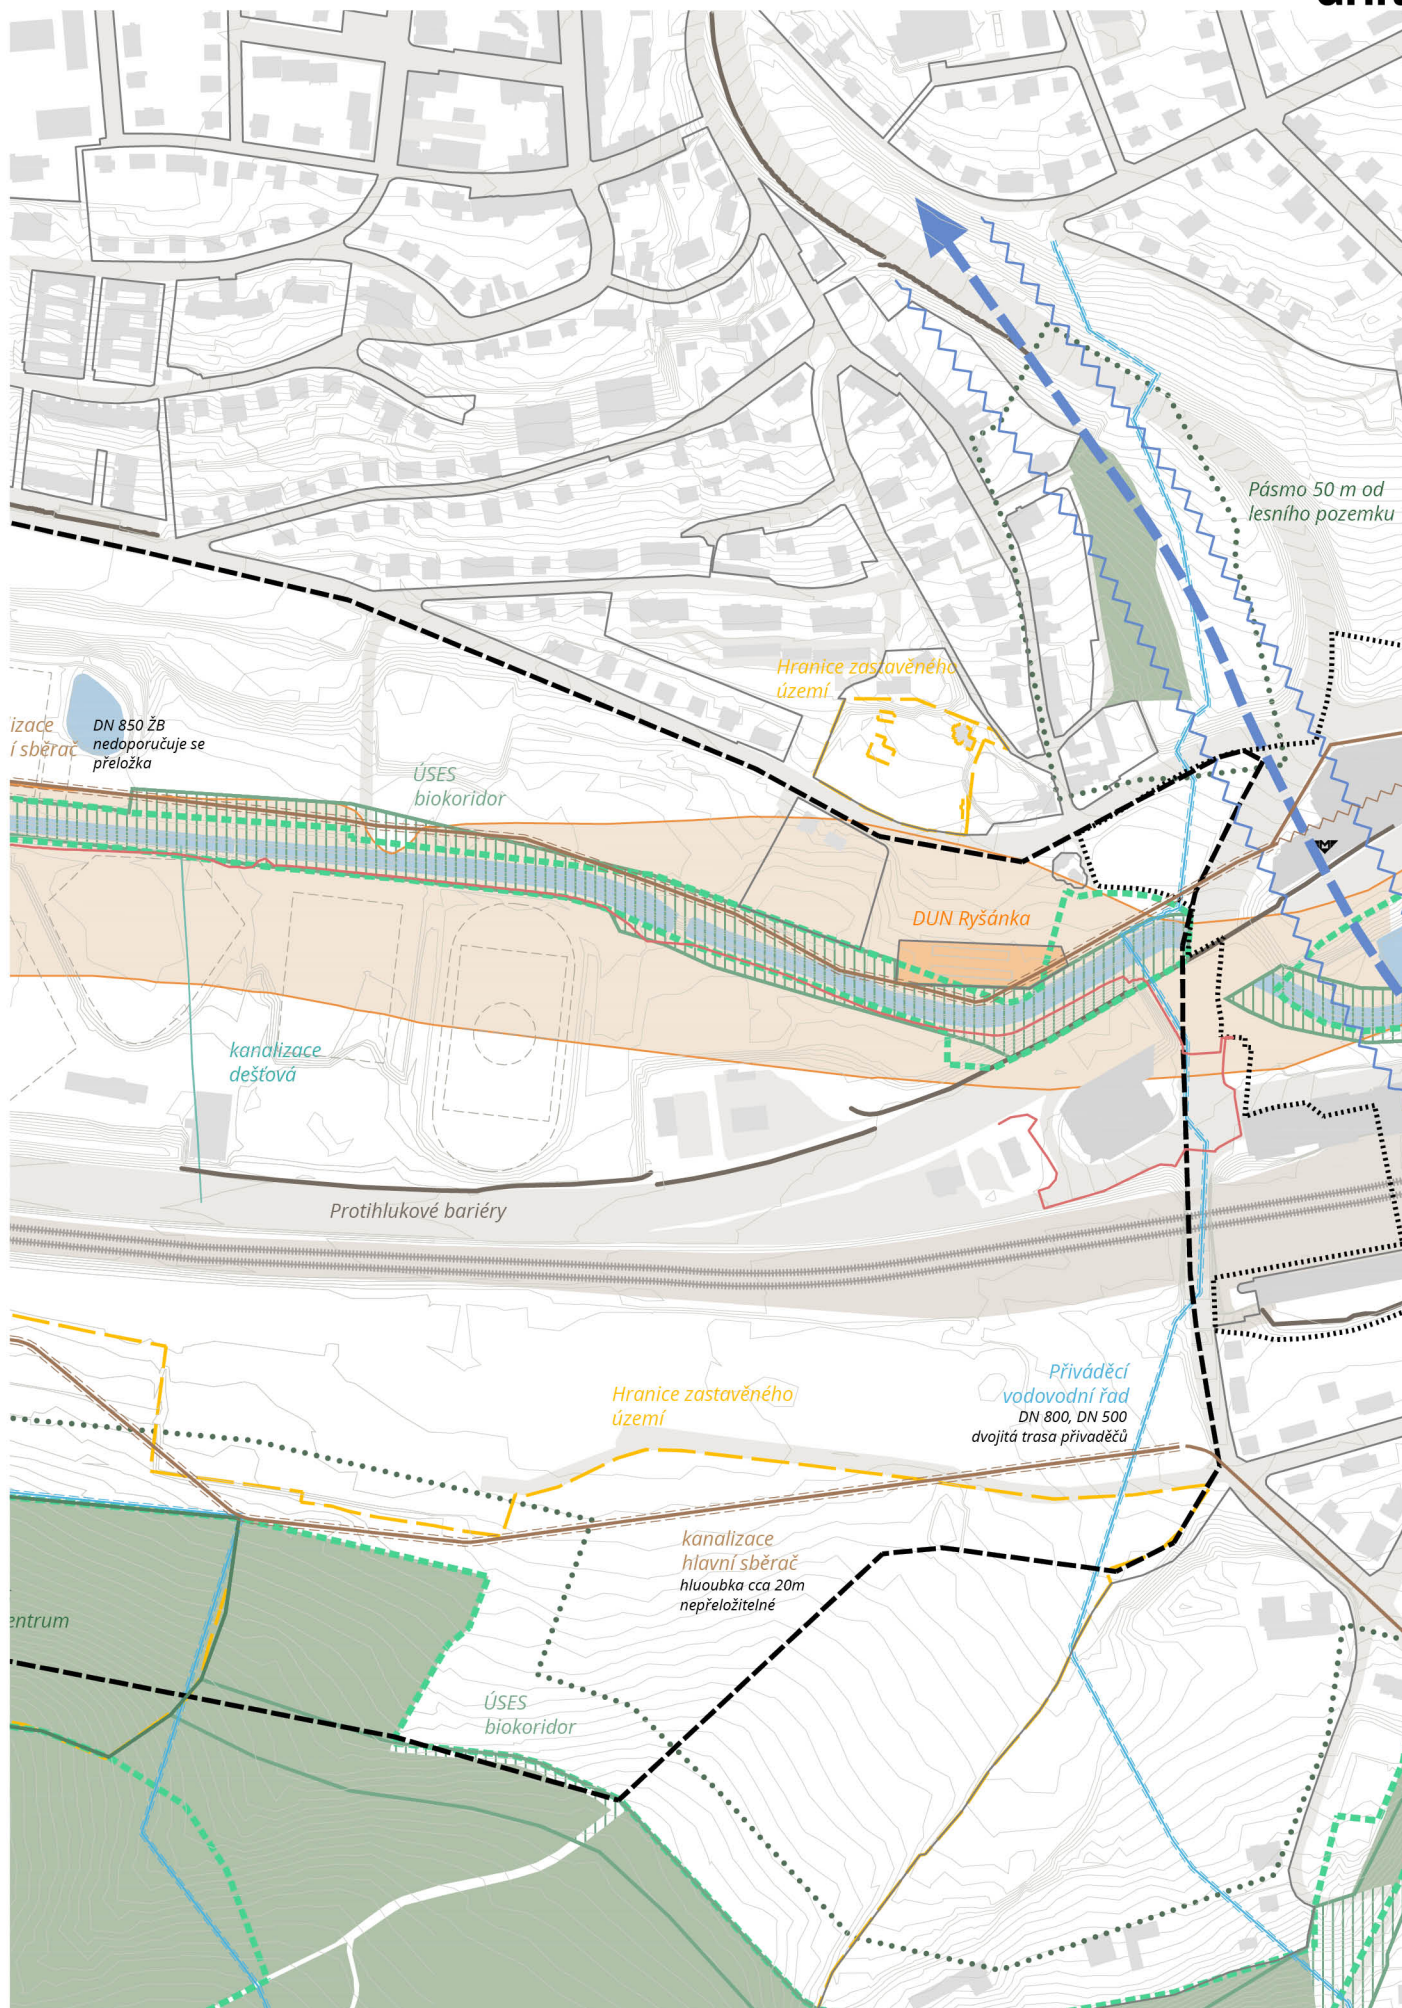 Pásmo 50 m od
lesního pozemku
Hranice zastavěného
území
DN 850 ŽB
nedoporučuje se
přeložka
ÚSES
biokoridor
DUN Ryšánka
M
kanalizace
dešťová
Protihlukové bariéry
Přiváděcí
vodovodní řad
DN 800, DN 500
dvojitá trasa přivaděčů
Hranice zastavěného
území
kanalizace
hlavní sběrač
hluoubka cca 20m
nepřeložitelné
entrum
ÚSES
biokoridor